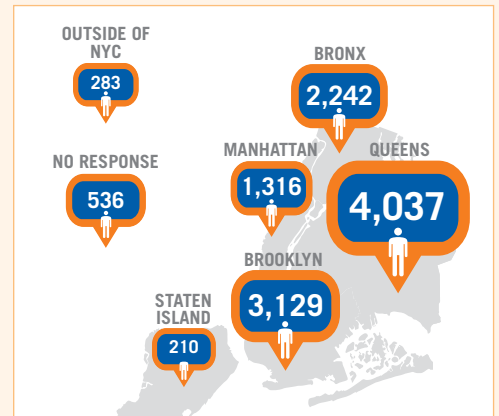 OUTSIDE OF
NYC
283
BRONX
2,242
NO RESPONSE
536
MANHATTAN
1,316
QUEENS
4,037
BROOKLYN
3,129
STATEN
ISLAND
210